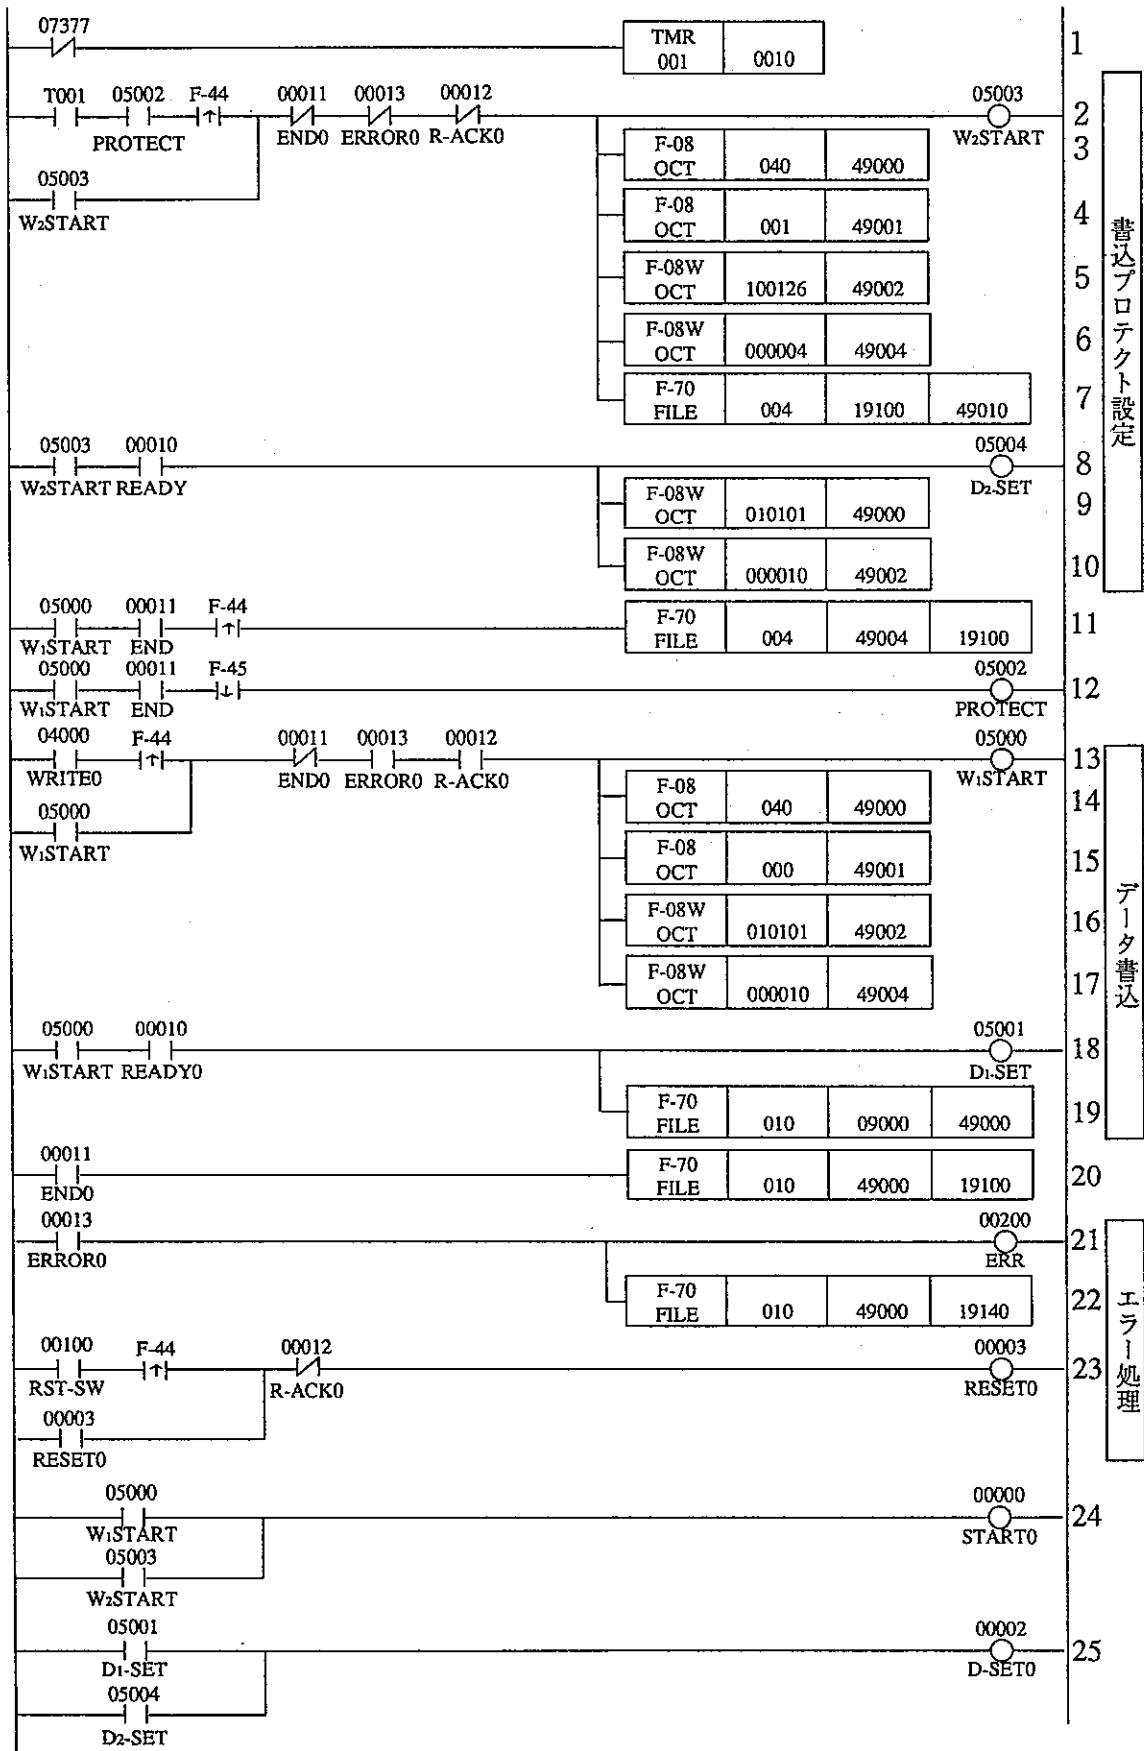 07377
TMR
001 0010
1
T001 05002 F-44 00011 00013 00012 05003
↑
PROTECT END0 ERROR0 R-ACK0 W2START
2
F-08
OCT 040 49000
3
05003
W2START
F-08
OCT 001 49001
4
F-08W
OCT 100126 49002
5
F-08W
OCT 000004 49004
6
F-70
FILE 004 19100 49010
7
書込プロテクト設定
05003 00010 05004
W2START READY D2-SET
8
F-08W
OCT 010101 49000
9
F-08W
OCT 000010 49002
10
05000 00011 F-44
↑
W1START END
F-70
FILE 004 49004 19100
11
05000 00011 F-45 05002
↓
W1START END PROTECT
12
04000 F-44 00011 00013 00012 05000
↑
WRITE0 END0 ERROR0 R-ACK0 W1START
13
05000
W1START
F-08
OCT 040 49000
14
F-08
OCT 000 49001
15
F-08W
OCT 010101 49002
16
F-08W
OCT 000010 49004
17
データ書込
05000 00010 05001
W1START READY0 D1-SET
18
F-70
FILE 010 09000 49000
19
00011
END0
F-70
FILE 010 49000 19100
20
00013 00200
ERROR0 ERR
21
F-70
FILE 010 49000 19140
22
エラー処理
00100 F-44 00012 00003
↑
RST-SW R-ACK0 RESET0
23
00003
RESET0
05000 00000
W1START START0
24
05003
W2START
05001 00002
D1-SET D-SET0
25
05004
D2-SET